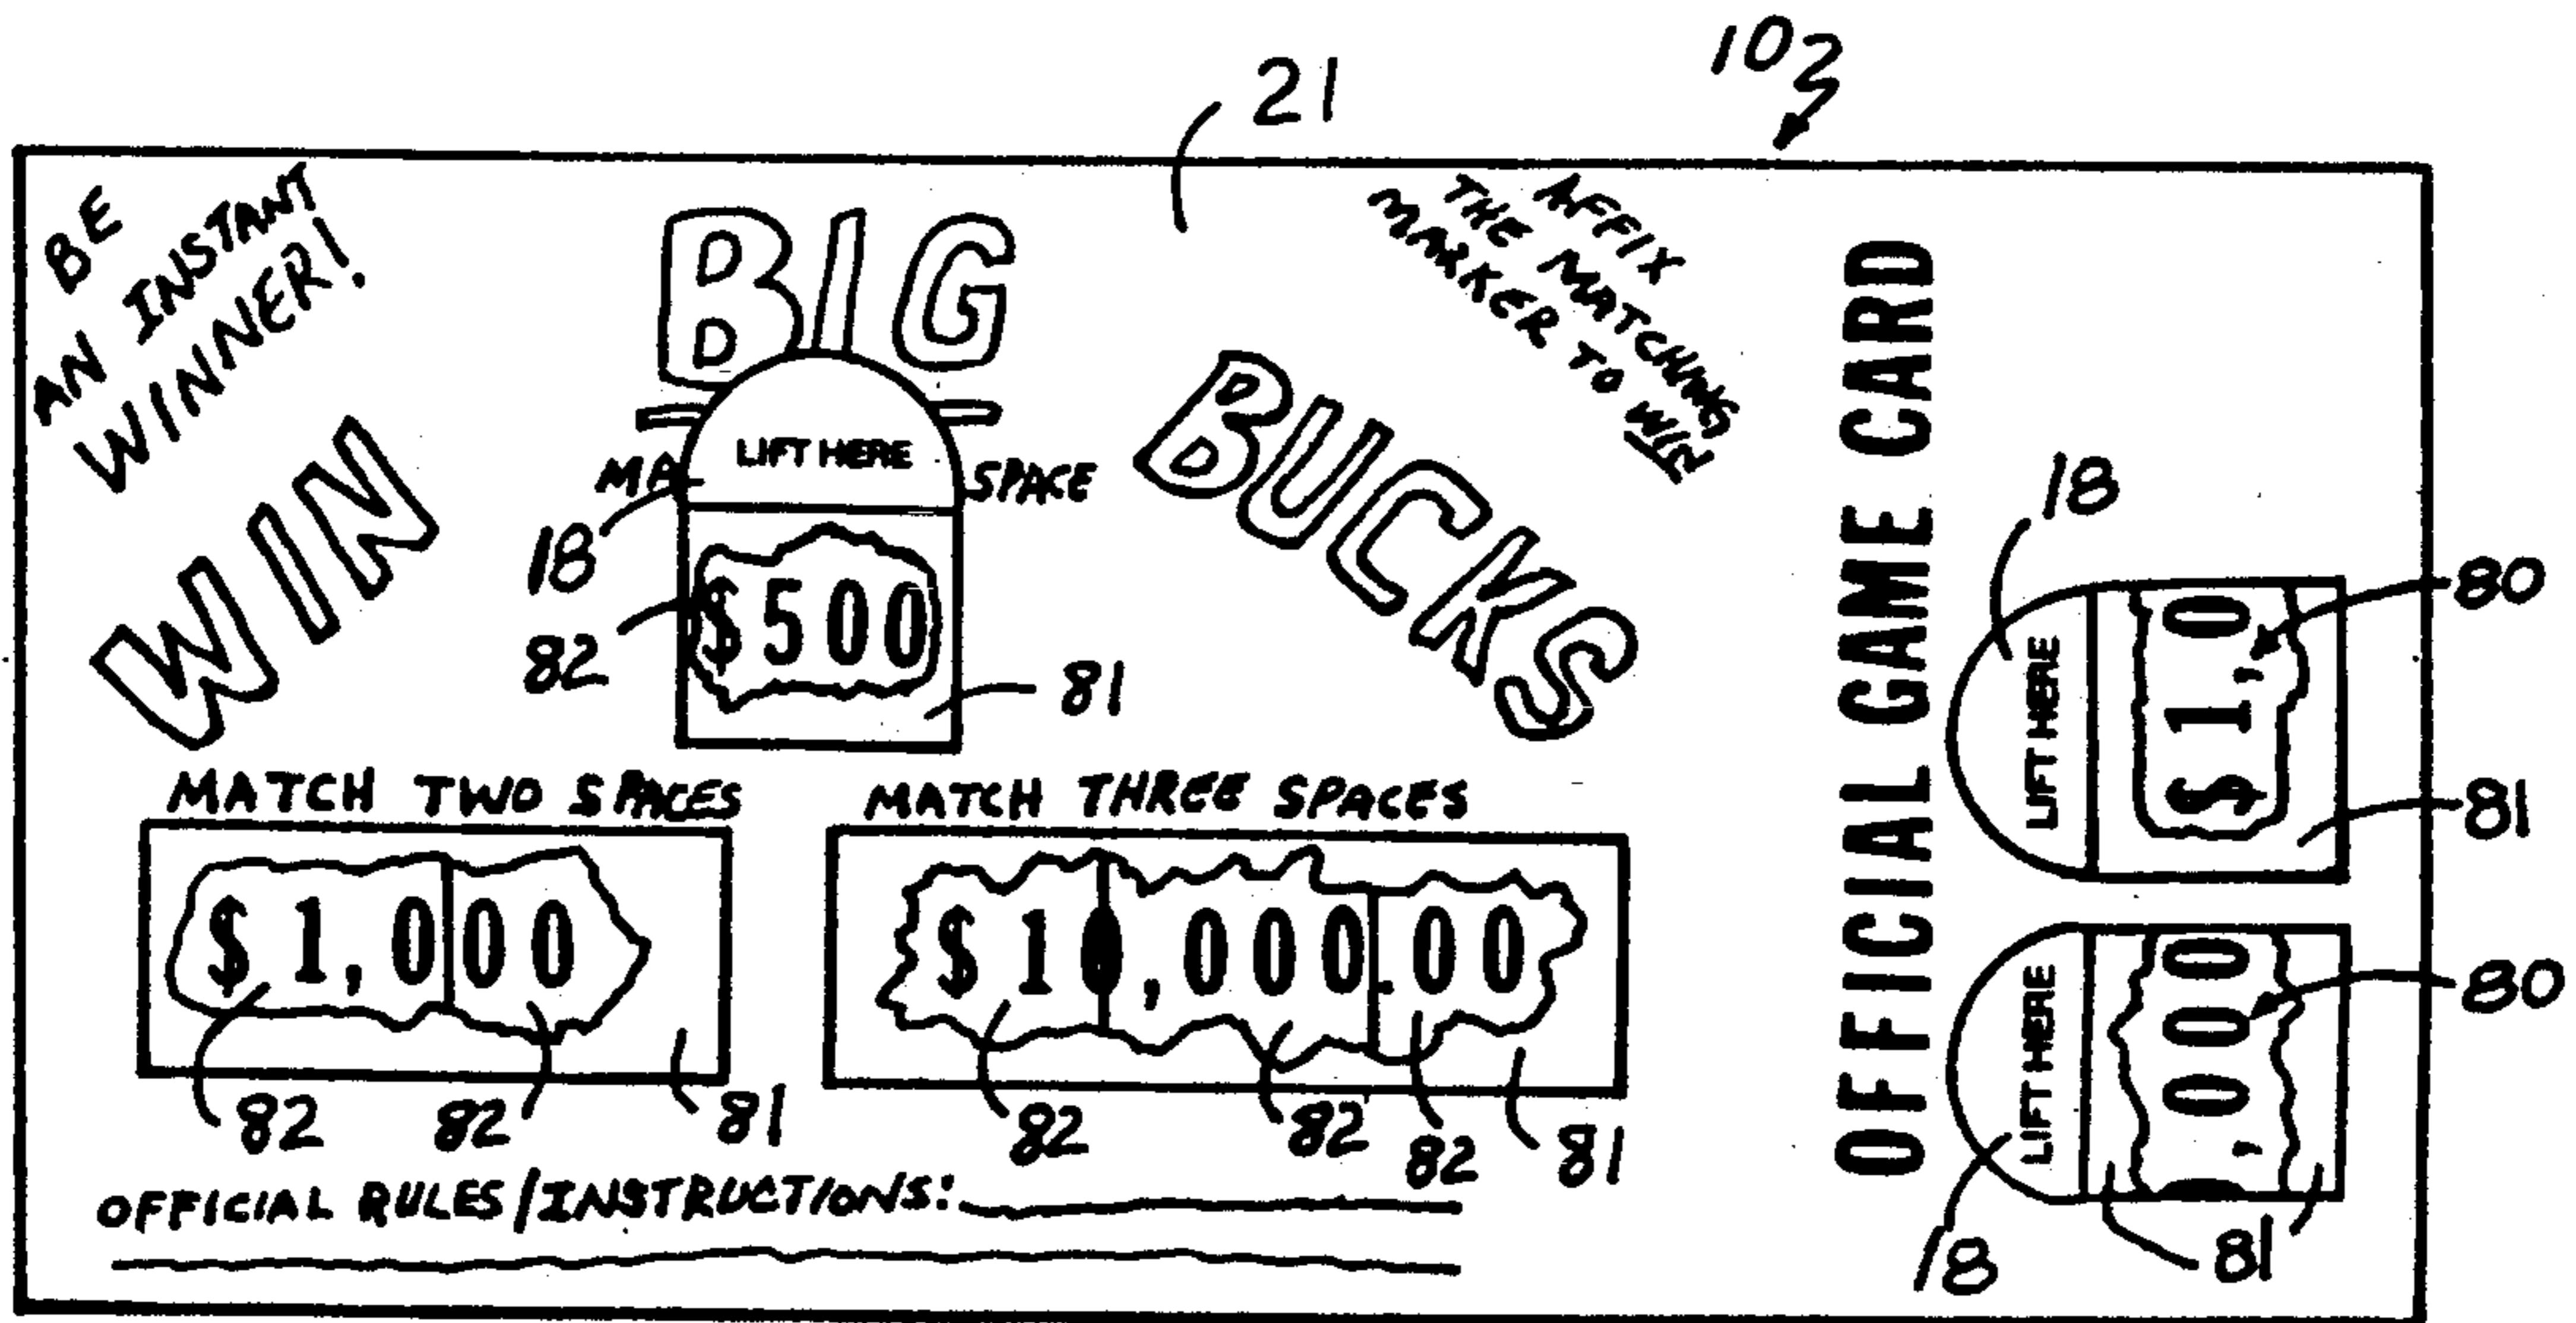 21
102
BE
AN INSTANT
WINNER!
WIN
BIG
BUCKS
AFFIX
THE MATCHING
MARKER TO WIN
LIFT HERE
MA SPACE
18
$500
82
81
MATCH TWO SPACES
$1,000
82 82 81
MATCH THREE SPACES
$10,000.00
82 82 82 81
OFFICIAL RULES/INSTRUCTIONS:
OFFICIAL GAME CARD
18
LIFT HERE
$1,0
80
81
LIFT HERE
,000
80
18
81